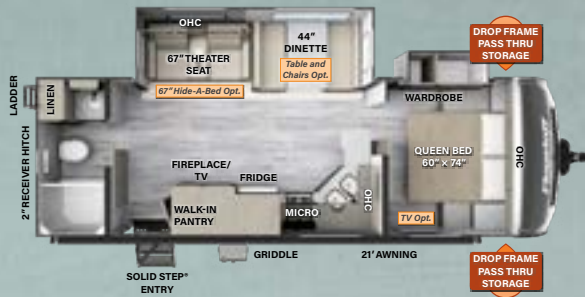 OHC
67" THEATER
SEAT
67" Hide-A-Bed Opt.
44"
DINETTE
Table and
Chairs Opt.
DROP FRAME
PASS THRU
STORAGE
LADDER
LINEN
2" RECEIVER HITCH
WARDROBE
QUEEN BED
60" x 74"
OHC
FIREPLACE/
TV
FRIDGE
WALK-IN
PANTRY
MICRO
OHC
TV Opt.
SOLID STEP®
ENTRY
GRIDDLE
21' AWNING
DROP FRAME
PASS THRU
STORAGE